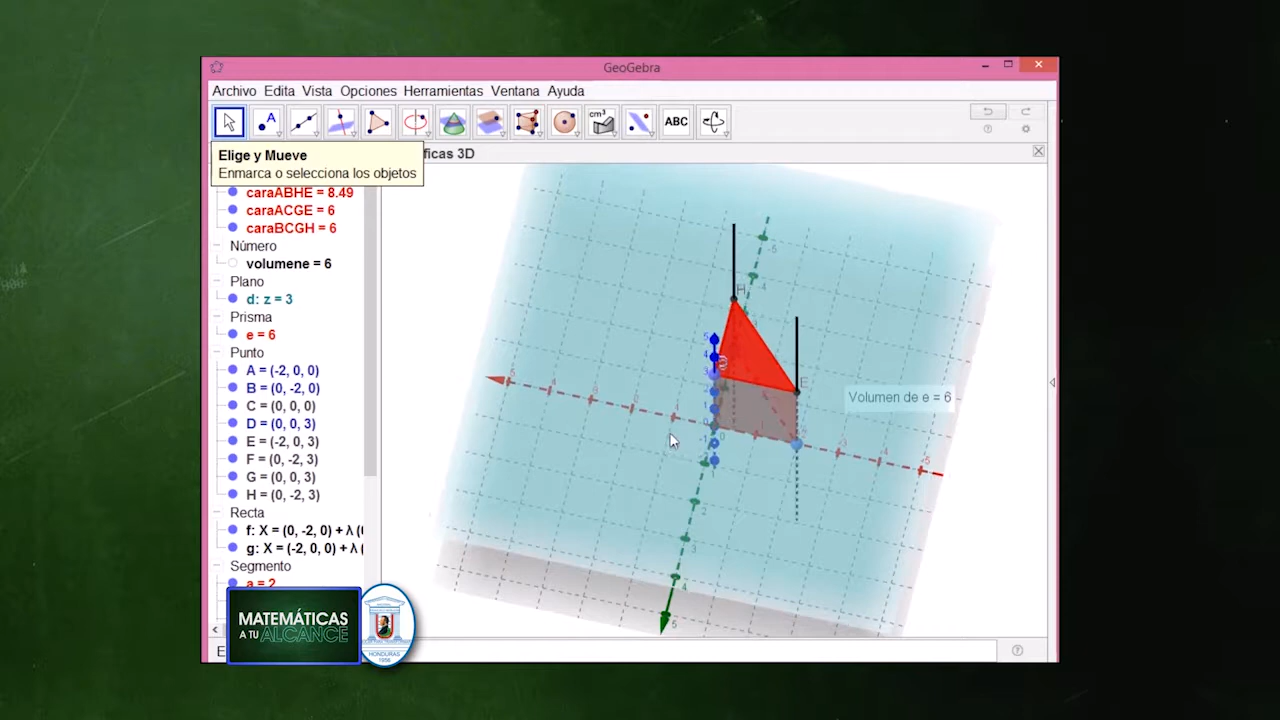 GeoGebra
Archivo Edita Vista Opciones Herramientas Ventana Ayuda
A
cm³
ABC
Elige y Mueve
Enmarca o selecciona los objetos
ficas 3D
caraABHE = 8.49
caraACGE = 6
caraBCGH = 6
Número
volumene = 6
Plano
d: z = 3
Prisma
e = 6
Punto
A = (-2, 0, 0)
B = (0, -2, 0)
C = (0, 0, 0)
D = (0, 0, 3)
E = (-2, 0, 3)
F = (0, -2, 3)
G = (0, 0, 3)
H = (0, -2, 3)
Recta
f: X = (0, -2, 0) + λ (
g: X = (-2, 0, 0) + λ (
Segmento
a = 2
H
E
Volumen de e = 6
MATEMÁTICAS
A TU ALCANCE
HONDURAS
1956